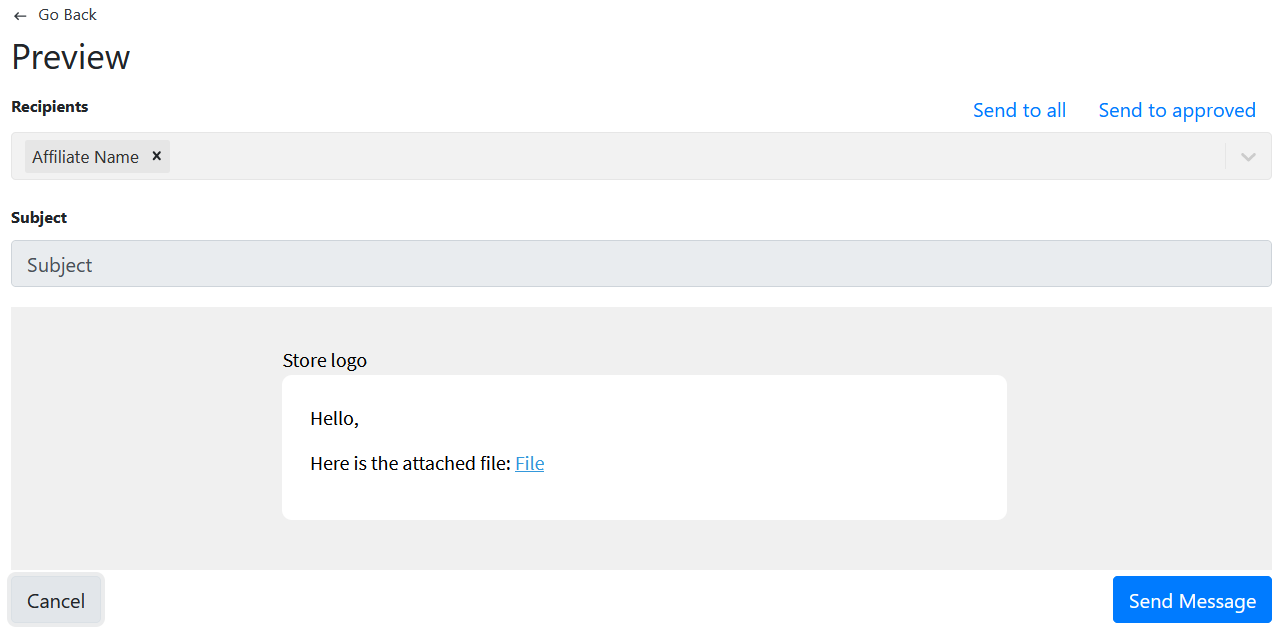 ← Go Back
Preview
Recipients
Send to all Send to approved
Affiliate Name ×
Subject
Subject
Store logo
Hello,
Here is the attached file: File
Cancel Send Message